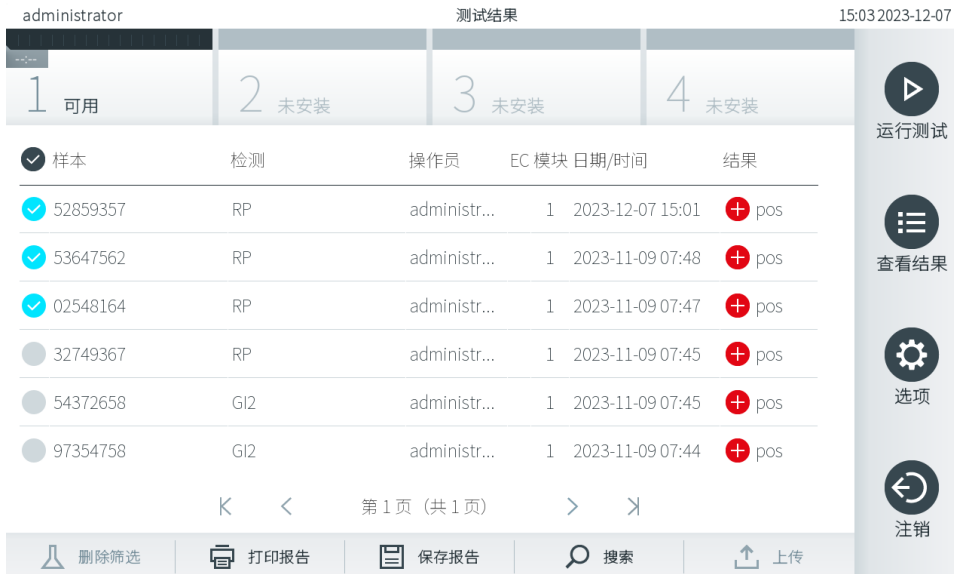 administrator 测试结果 15:03 2023-12-07
--:--
1 可用 2 未安装 3 未安装 4 未安装
运行测试
样本 检测 操作员 EC 模块 日期/时间 结果
52859357 RP administr... 1 2023-12-07 15:01 pos
53647562 RP administr... 1 2023-11-09 07:48 pos
查看结果
02548164 RP administr... 1 2023-11-09 07:47 pos
32749367 RP administr... 1 2023-11-09 07:45 pos
选项
54372658 GI2 administr... 1 2023-11-09 07:45 pos
97354758 GI2 administr... 1 2023-11-09 07:44 pos
第 1 页（共 1 页）
注销
删除筛选 打印报告 保存报告 搜索 上传